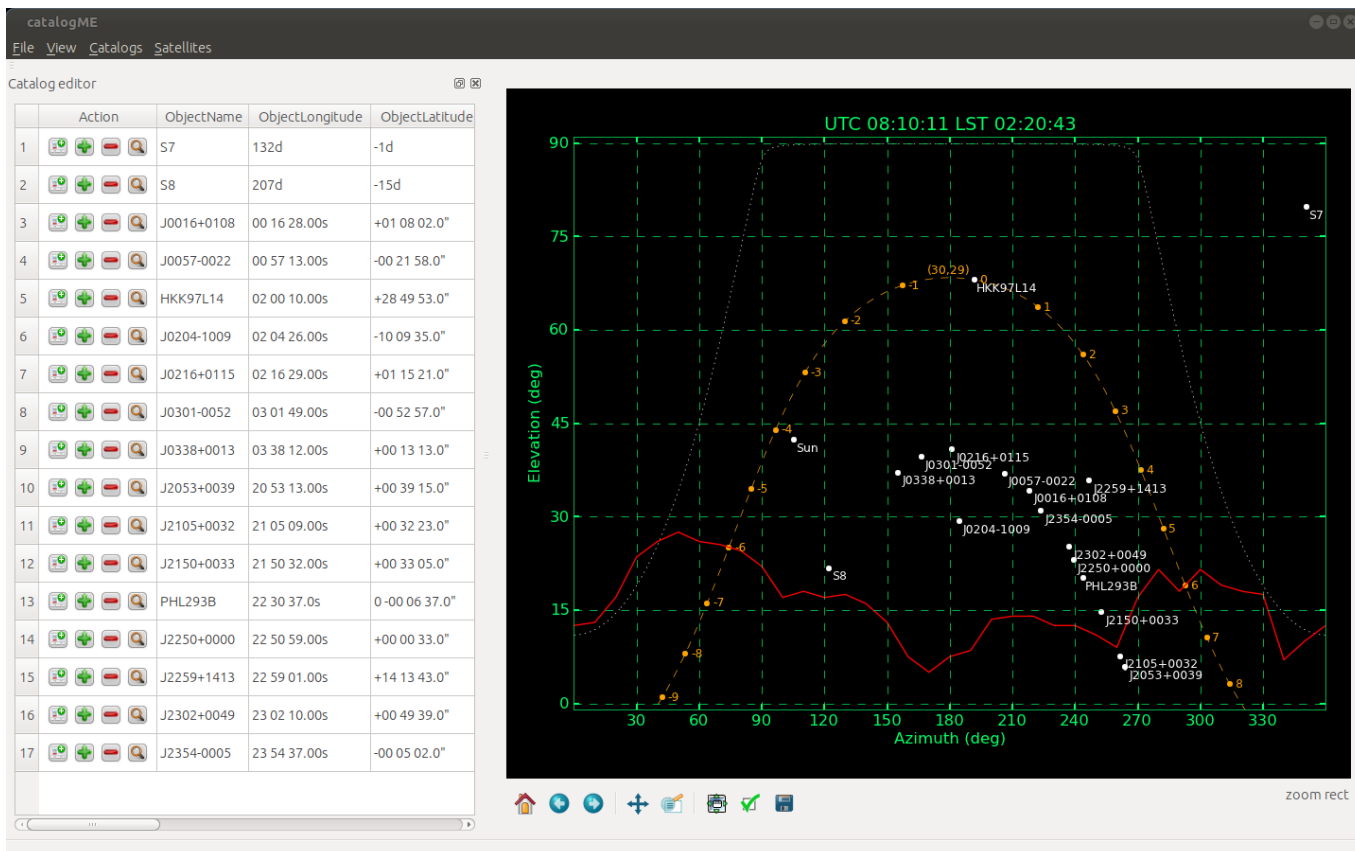 catalogME
File View Catalogs Satellites
Catalog editor
Action ObjectName ObjectLongitude ObjectLatitude
1 S7 132d -1d
2 S8 207d -15d
3 J0016+0108 00 16 28.00s +01 08 02.0"
4 J0057-0022 00 57 13.00s -00 21 58.0"
5 HKK97L14 02 00 10.00s +28 49 53.0"
6 J0204-1009 02 04 26.00s -10 09 35.0"
7 J0216+0115 02 16 29.00s +01 15 21.0"
8 J0301-0052 03 01 49.00s -00 52 57.0"
9 J0338+0013 03 38 12.00s +00 13 13.0"
10 J2053+0039 20 53 13.00s +00 39 15.0"
11 J2105+0032 21 05 09.00s +00 32 23.0"
12 J2150+0033 21 50 32.00s +00 33 05.0"
13 PHL293B 22 30 37.0s 0 -00 06 37.0"
14 J2250+0000 22 50 59.00s +00 00 33.0"
15 J2259+1413 22 59 01.00s +14 13 43.0"
16 J2302+0049 23 02 10.00s +00 49 39.0"
17 J2354-0005 23 54 37.00s -00 05 02.0"
UTC 08:10:11 LST 02:20:43
90
S7
75
(30,29)
-1 0
HKK97L14
1
-2
60
2
-3
3
45
-4
Sun
J0216+0115
J0301-0052
4
J0338+0013 J0057-0022 J2259+1413
-5 J0016+0108
30
J2354-0005
5
J0204-1009
-6
J2302+0049
J2250+0000
S8
PHL293B 6
-7
15
J2150+0033
7
-8
J2105+0032
J2053+0039
8
-9
0
Elevation (deg)
30 60 90 120 150 180 210 240 270 300 330
Azimuth (deg)
zoom rect